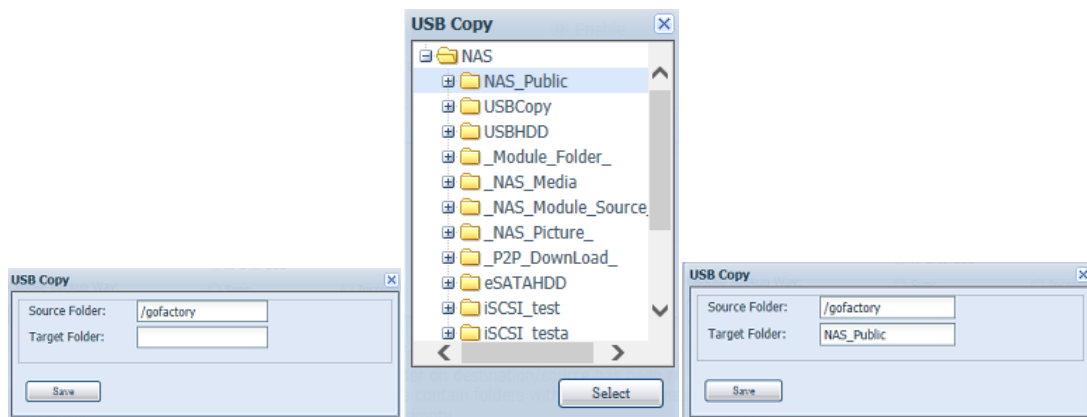 USB Copy
Source Folder: /gofactory
Target Folder:
Save
USB Copy
NAS
NAS_Public
USBCopy
USBHDD
_Module_Folder_
_NAS_Media
_NAS_Module_Source_
_NAS_Picture_
_P2P_DownLoad_
eSATAHDD
iSCSI_test
iSCSI_testa
Select
USB Copy
Source Folder: /gofactory
Target Folder: NAS_Public
Save